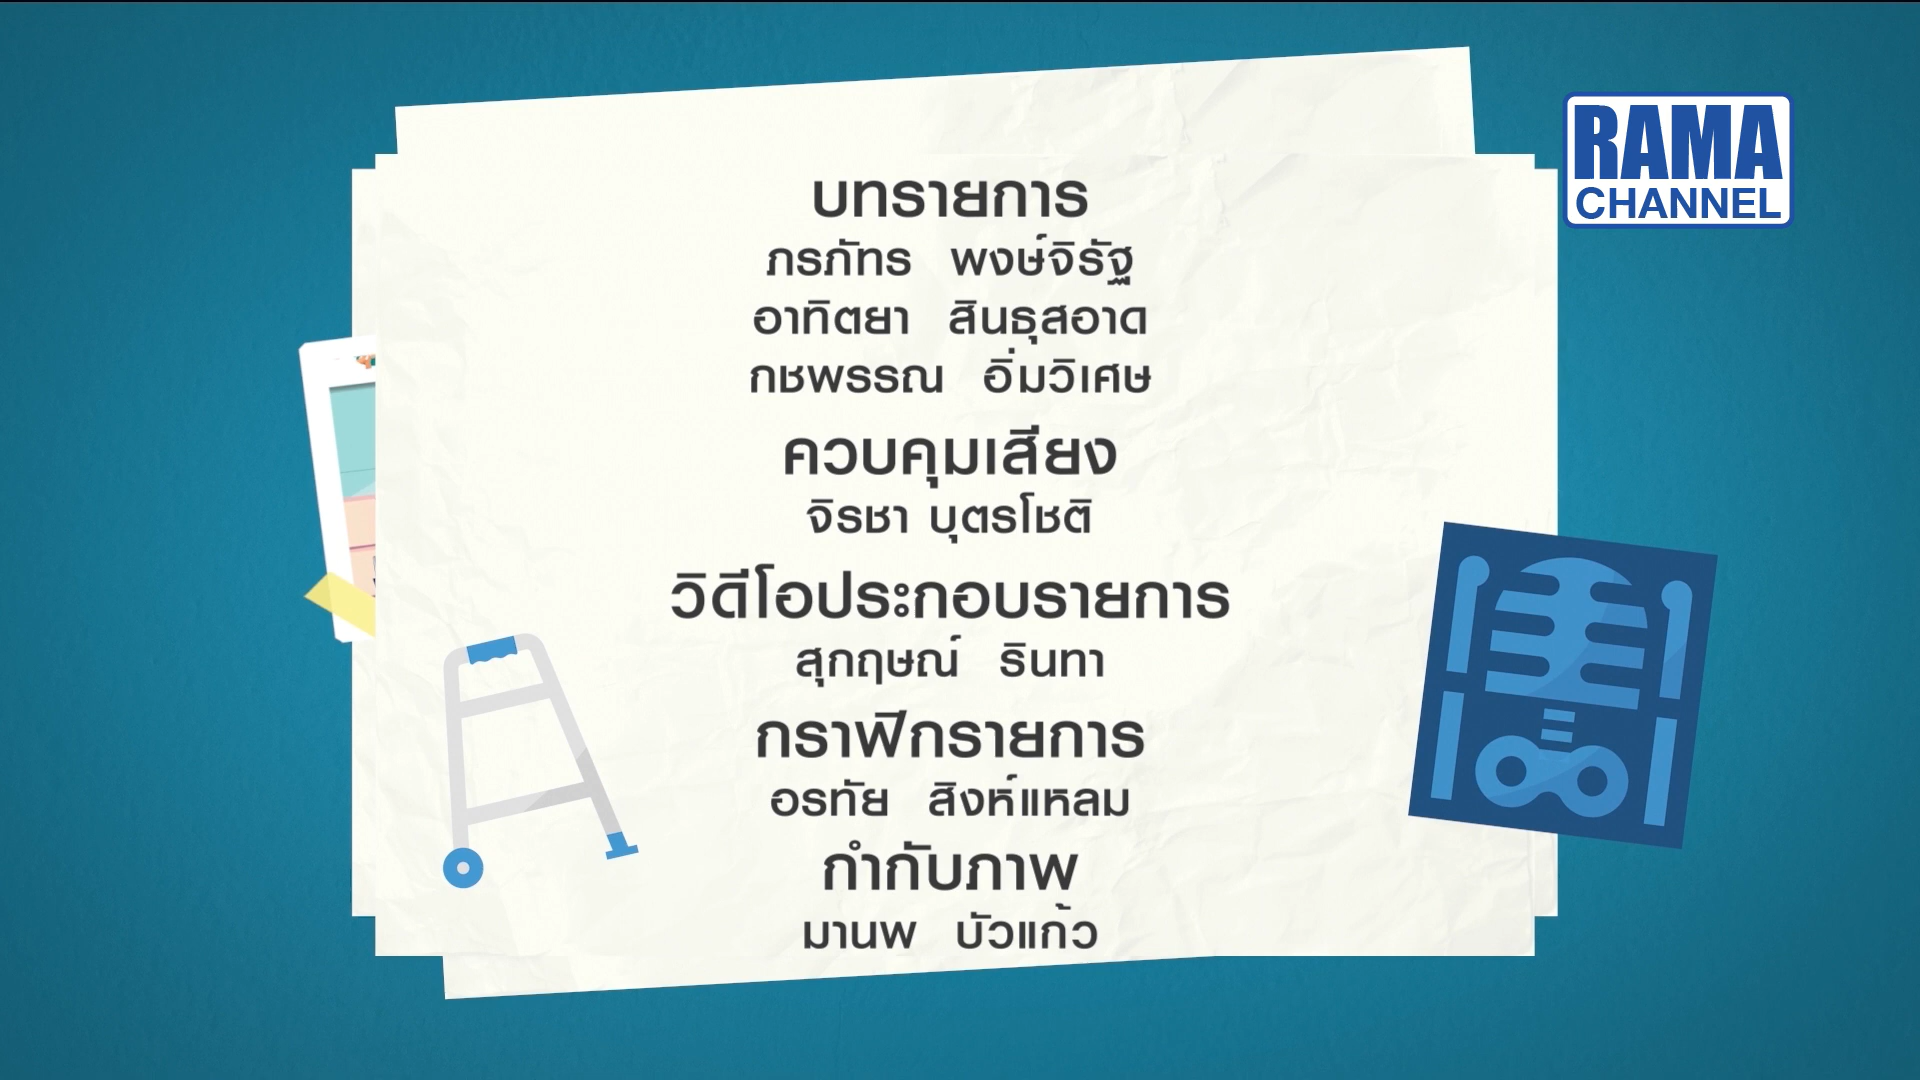 RAMA
CHANNEL
บทรายการ
ภรภัทร พงษ์จิรัฐ
อาทิตยา สินธุสอาด
กชพรรณ อิ่มวิเศษ
ควบคุมเสียง
จิรชา บุตรโชติ
วิดีโอประกอบรายการ
สุกฤษณ์ รินทา
กราฟิกรายการ
อรทัย สิงห์แหลม
กำกับภาพ
มานพ บัวแก้ว